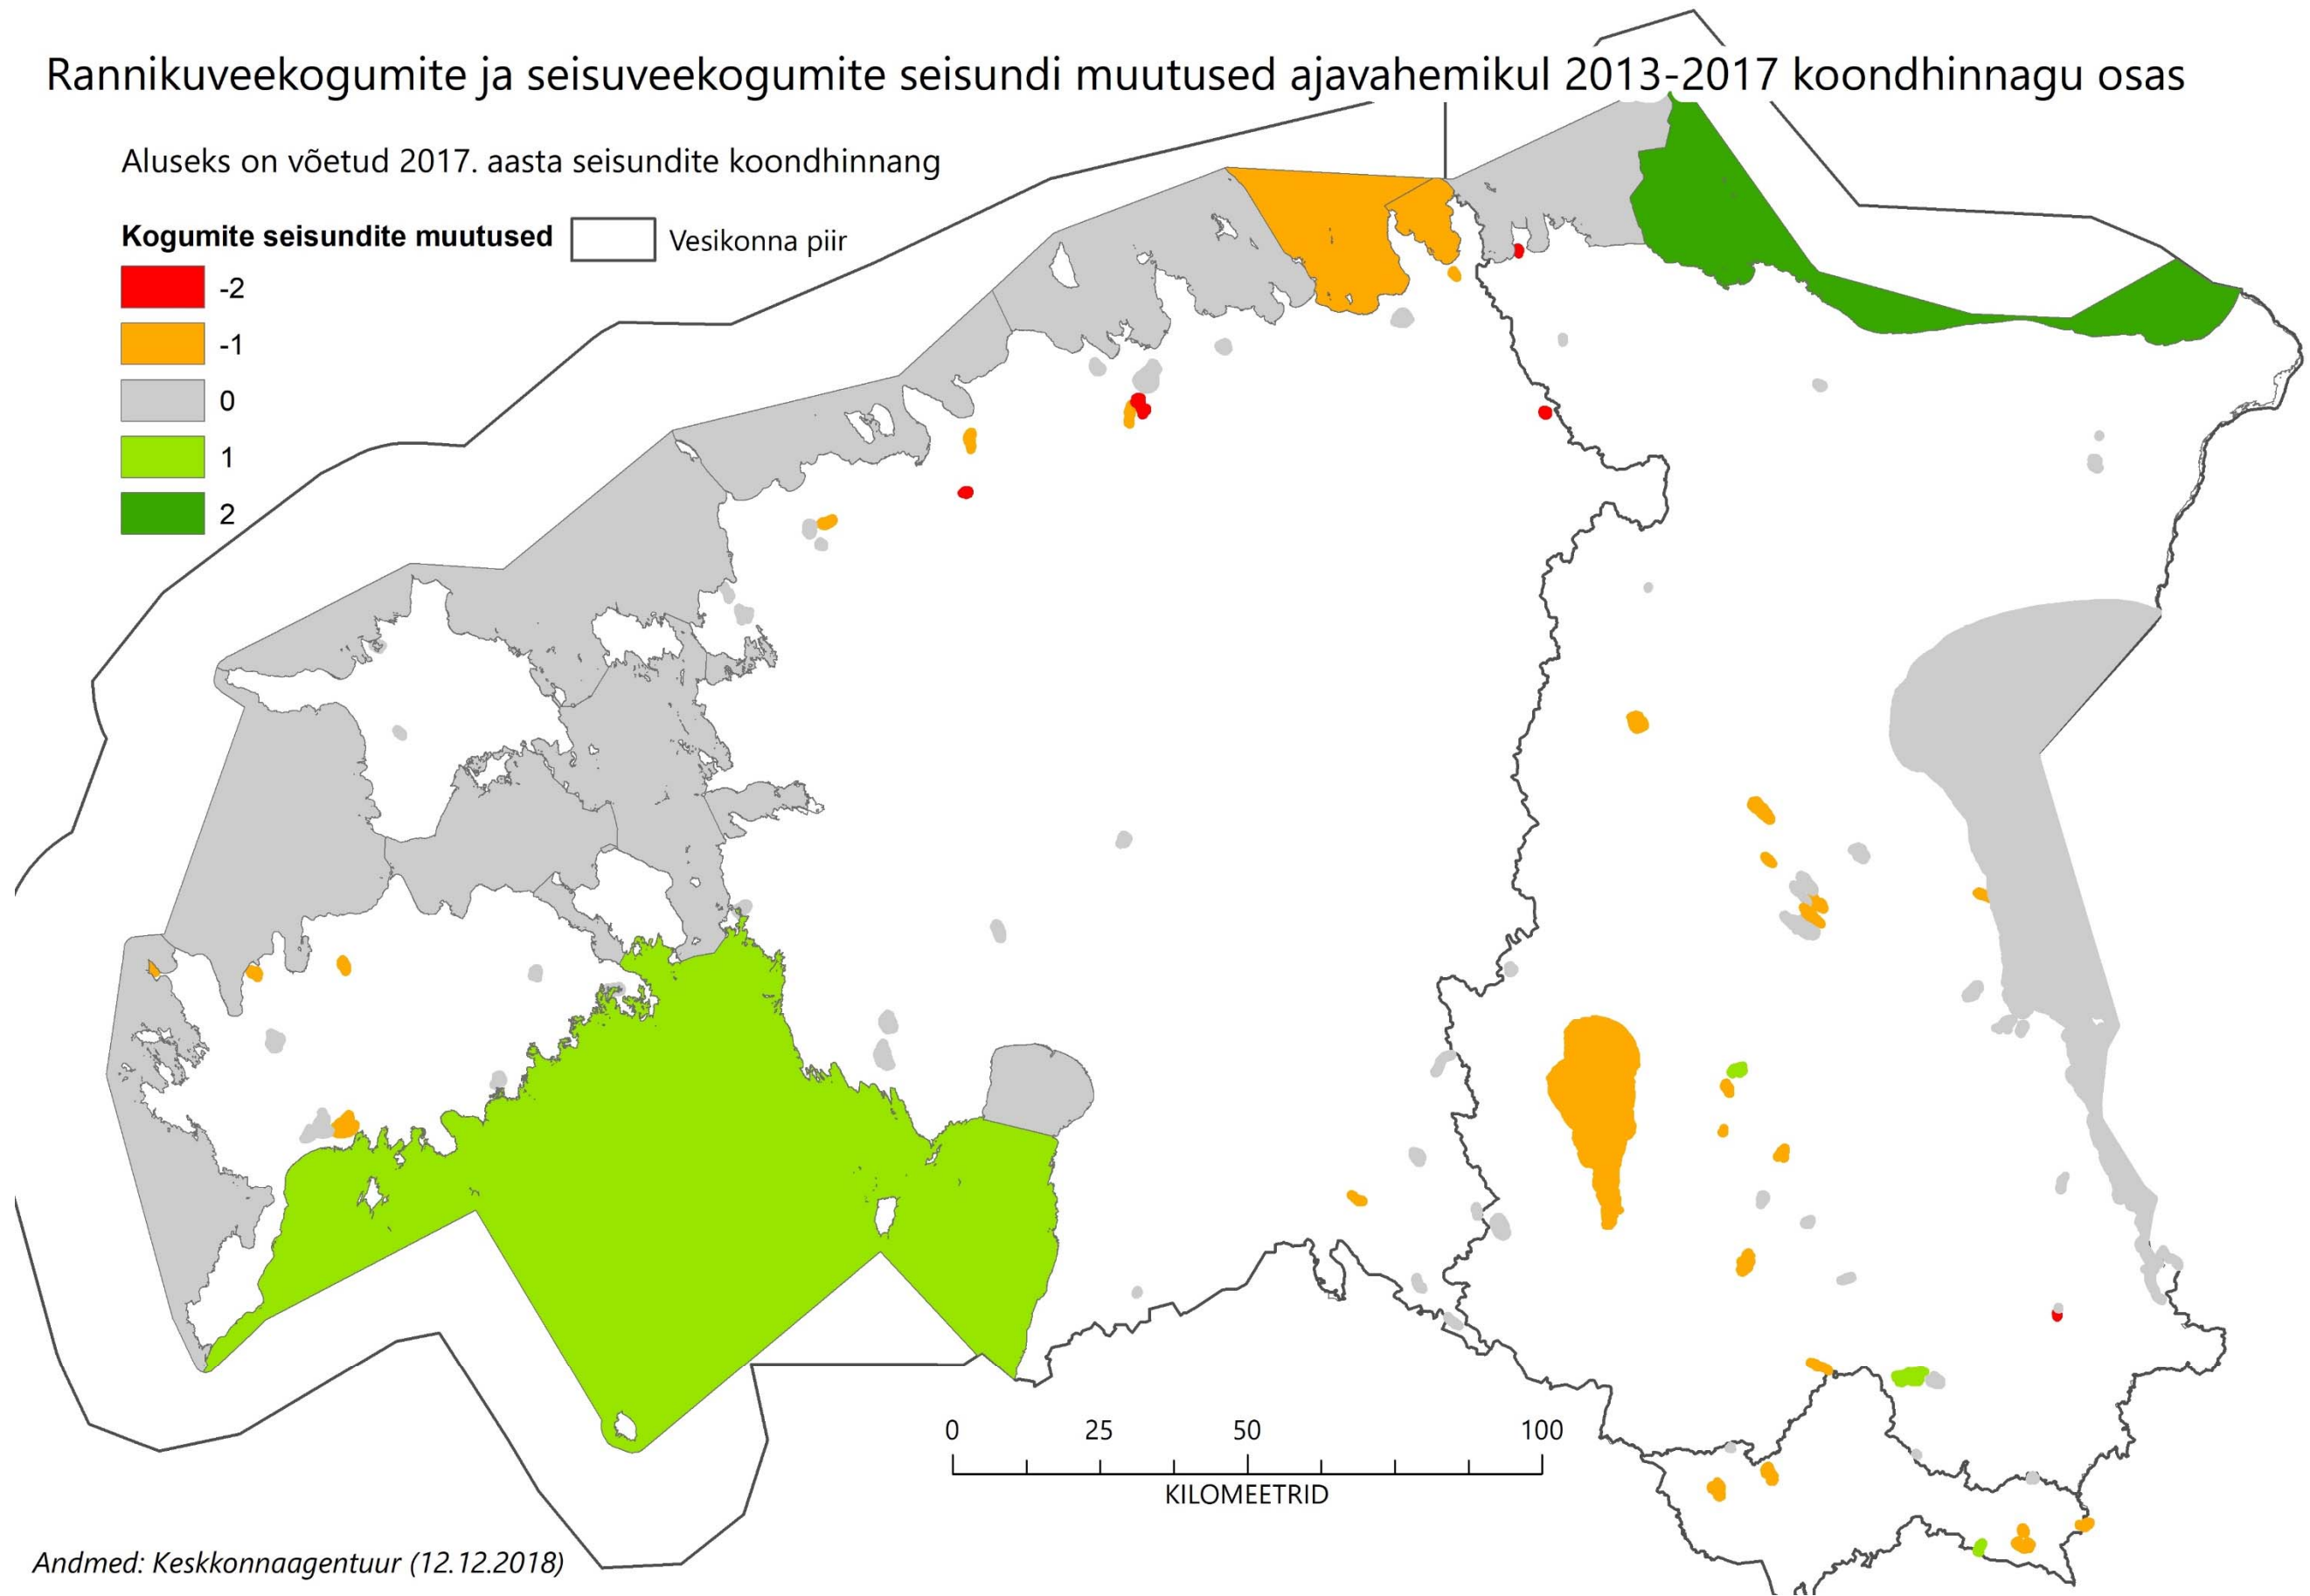 Rannikuveekogumite ja seisuveekogumite seisundi muutused ajavahemikul 2013-2017 koondhinnagu osas
Aluseks on võetud 2017. aasta seisundite koondhinnang
Kogumite seisundite muutused
Vesikonna piir
-2
-1
0
1
2
0 25 50 100
KILOMEETRID
Andmed: Keskkonnaagentuur (12.12.2018)